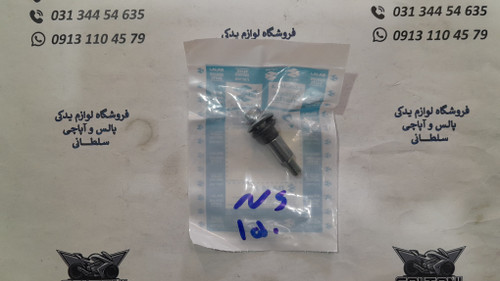 031 344 54 635
0913 110 45 79
031 344 54 635
0913 110 45 79
فروشگاه لوازم یدکی
فروشگاه لوازم یدکی
پالس و آپاچی
سلطانی
فروشگاه لوازم یدکی
پالس و آپاچی
سلطانی
NS
۱۵۰